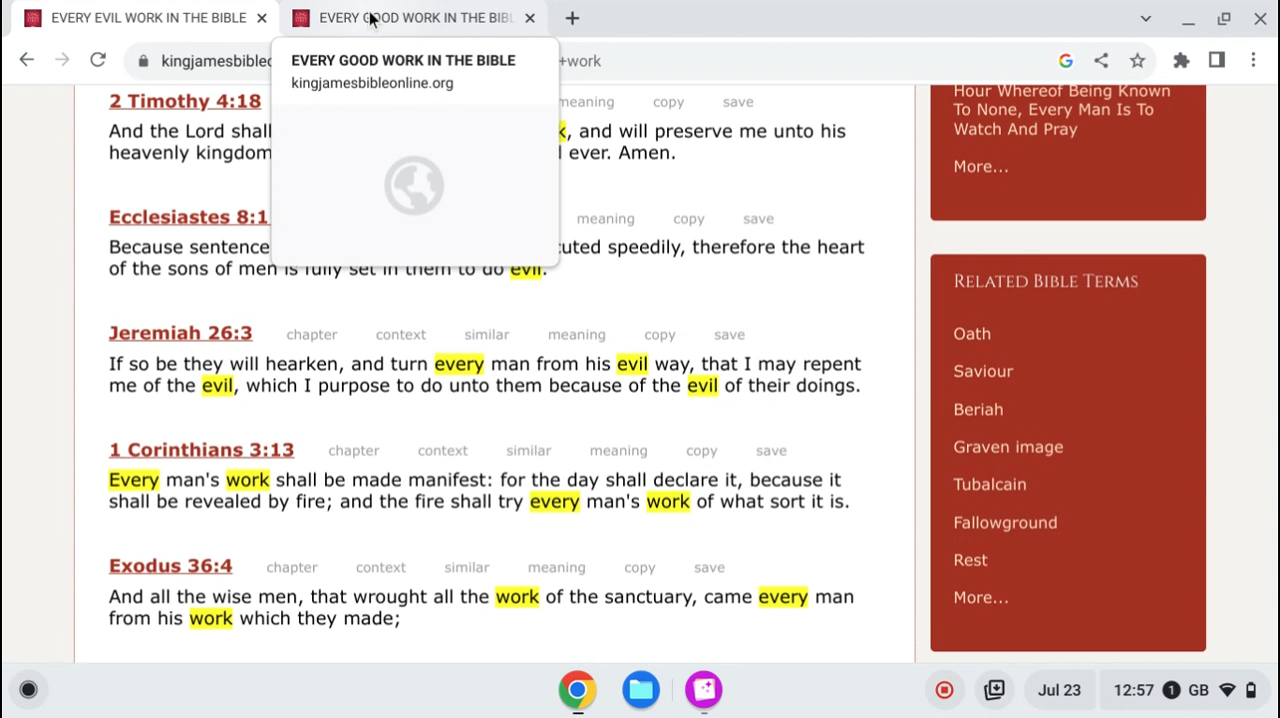 EVERY EVIL WORK IN THE BIBLE
EVERY GOOD WORK IN THE BIBL
kingjamesbiblec
+work
EVERY GOOD WORK IN THE BIBLE
kingjamesbibleonline.org
2 Timothy 4:18 meaning copy save
And the Lord shall k, and will preserve me unto his
heavenly kingdom ever. Amen.
Ecclesiastes 8:1 meaning copy save
Because sentence cuted speedily, therefore the heart
of the sons of men is fully set in them to do evil.
Jeremiah 26:3 chapter context similar meaning copy save
If so be they will hearken, and turn every man from his evil way, that I may repent
me of the evil, which I purpose to do unto them because of the evil of their doings.
1 Corinthians 3:13 chapter context similar meaning copy save
Every man's work shall be made manifest: for the day shall declare it, because it
shall be revealed by fire; and the fire shall try every man's work of what sort it is.
Exodus 36:4 chapter context similar meaning copy save
And all the wise men, that wrought all the work of the sanctuary, came every man
from his work which they made;
Hour Whereof Being Known
To None, Every Man Is To
Watch And Pray
More...
Related Bible Terms
Oath
Saviour
Beriah
Graven image
Tubalcain
Fallowground
Rest
More...
Jul 23
12:57 1 GB